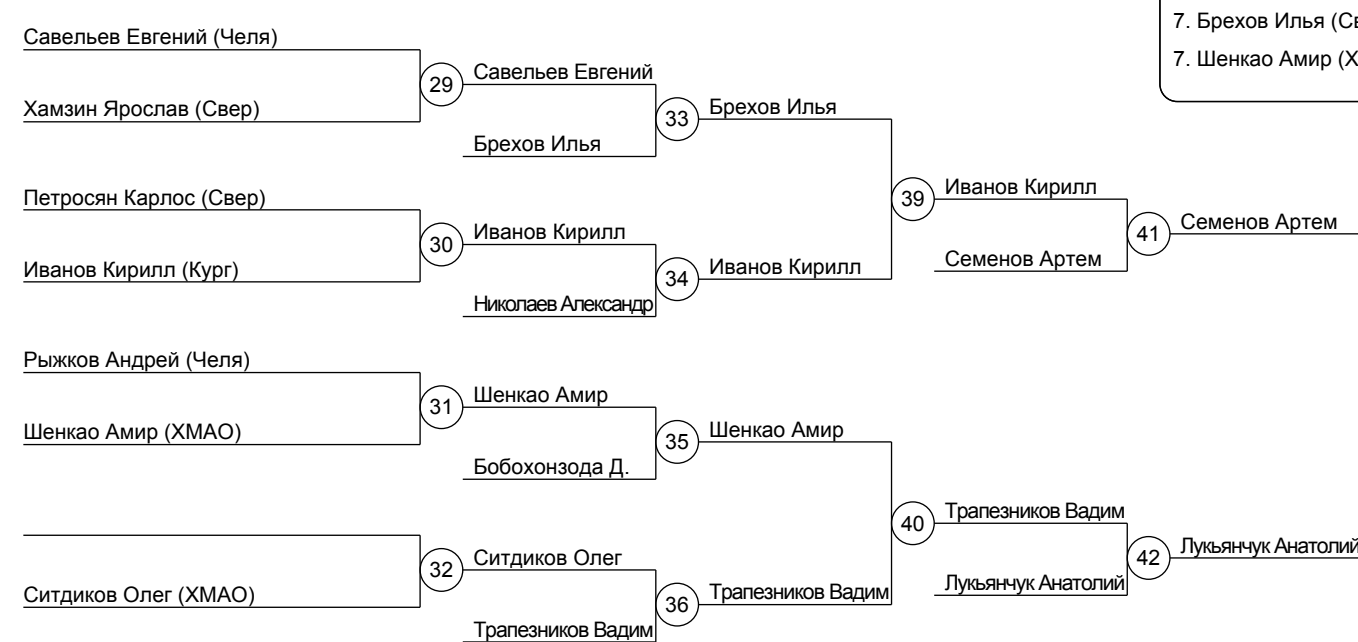 7. Брехов Илья (Св
7. Шенкао Амир (Х
Савельев Евгений (Челя)
29
Савельев Евгений
Хамзин Ярослав (Свер)
33
Брехов Илья
Брехов Илья
Петросян Карлос (Свер)
39
Иванов Кирилл
30
Иванов Кирилл
41
Семенов Артем
Иванов Кирилл (Кург)
34
Иванов Кирилл
Семенов Артем
Николаев Александр
Рыжков Андрей (Челя)
31
Шенкао Амир
Шенкао Амир (ХМАО)
35
Шенкао Амир
Бобохонзода Д.
40
Трапезников Вадим
32
Ситдиков Олег
42
Лукьянчук Анатолий
Ситдиков Олег (ХМАО)
36
Трапезников Вадим
Лукьянчук Анатолий
Трапезников Вадим